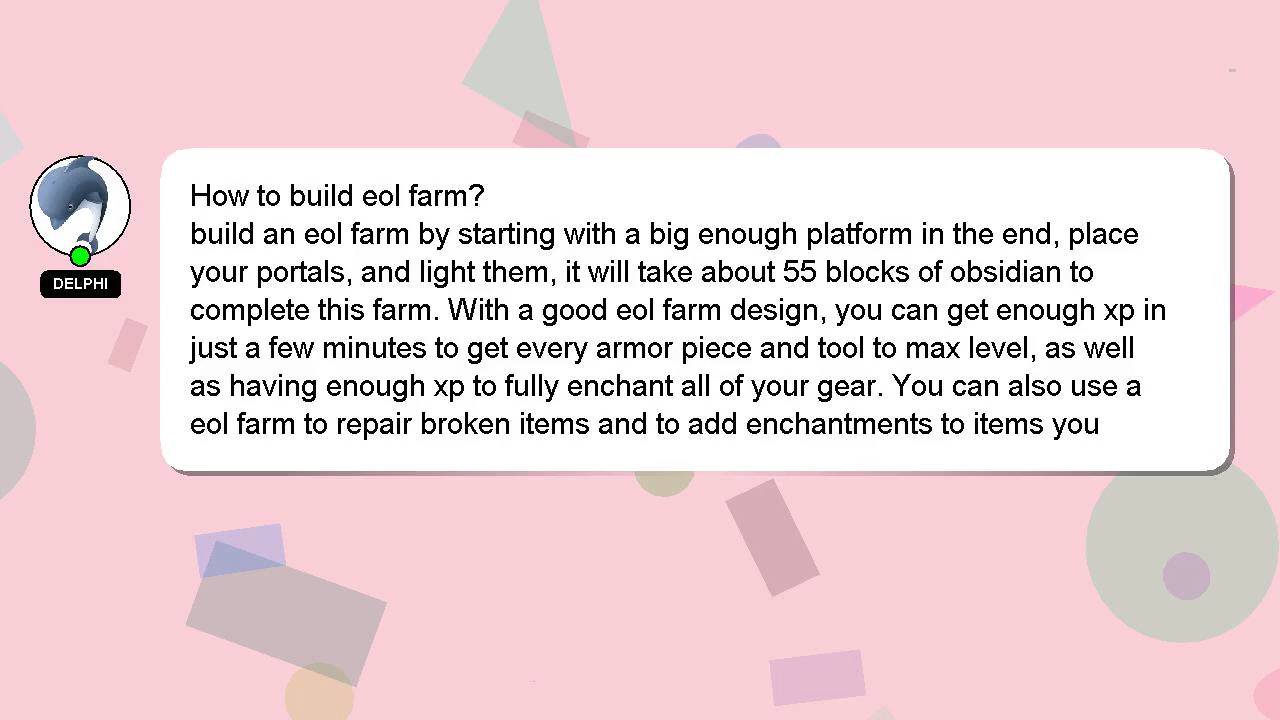 How to build eol farm?
build an eol farm by starting with a big enough platform in the end, place
your portals, and light them, it will take about 55 blocks of obsidian to
complete this farm. With a good eol farm design, you can get enough xp in
just a few minutes to get every armor piece and tool to max level, as well
as having enough xp to fully enchant all of your gear. You can also use a
eol farm to repair broken items and to add enchantments to items you
DELPHI